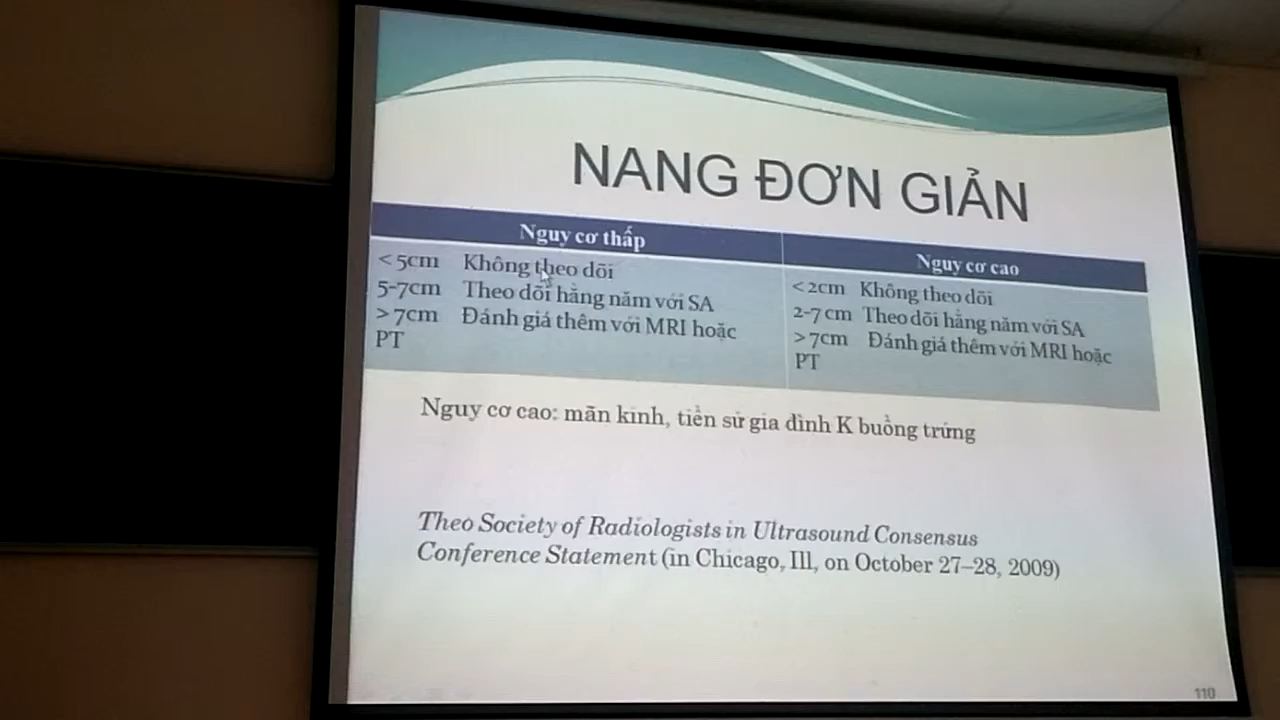 NANG ĐƠN GIẢN
Nguy cơ thấp
<5cm Không theo dõi
5-7cm Theo dõi hằng năm với SA
>7cm Đánh giá thêm với MRI hoặc
PT
Nguy cơ cao
<2cm Không theo dõi
2-7 cm Theo dõi hằng năm với SA
>7cm Đánh giá thêm với MRI hoặc
PT
Nguy cơ cao: mãn kinh, tiền sử gia đình K buồng trứng
Theo Society of Radiologists in Ultrasound Consensus
Conference Statement (in Chicago, Ill, on October 27–28, 2009)
110